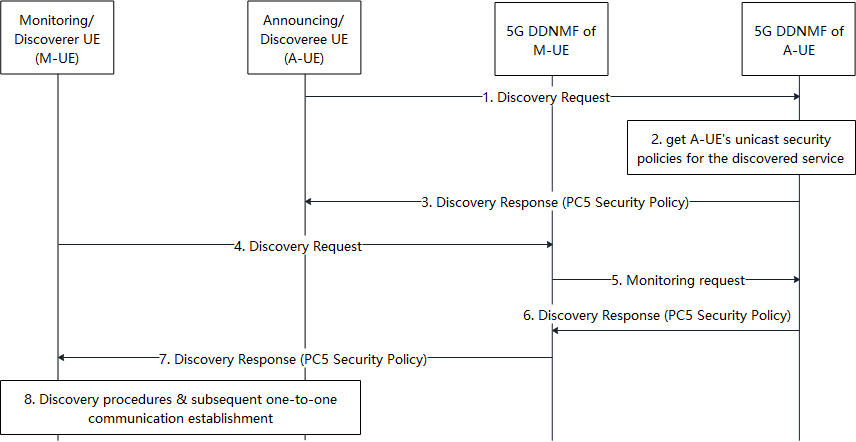 Monitoring/
Discoverer UE
(M-UE)
Announcing/
Discoveree UE
(A-UE)
5G DDNMF of
M-UE
5G DDNMF of
A-UE
1. Discovery Request
2. get A-UE's unicast security
policies for the discovered service
3. Discovery Response (PC5 Security Policy)
4. Discovery Request
5. Monitoring request
6. Discovery Response (PC5 Security Policy)
7. Discovery Response (PC5 Security Policy)
8. Discovery procedures & subsequent one-to-one
communication establishment